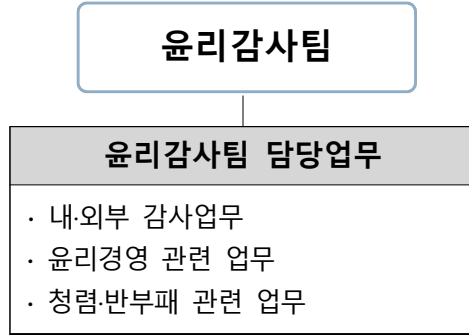 윤리감사팀
윤리감사팀 담당업무
· 내·외부 감사업무
· 윤리경영 관련 업무
· 청렴·반부패 관련 업무